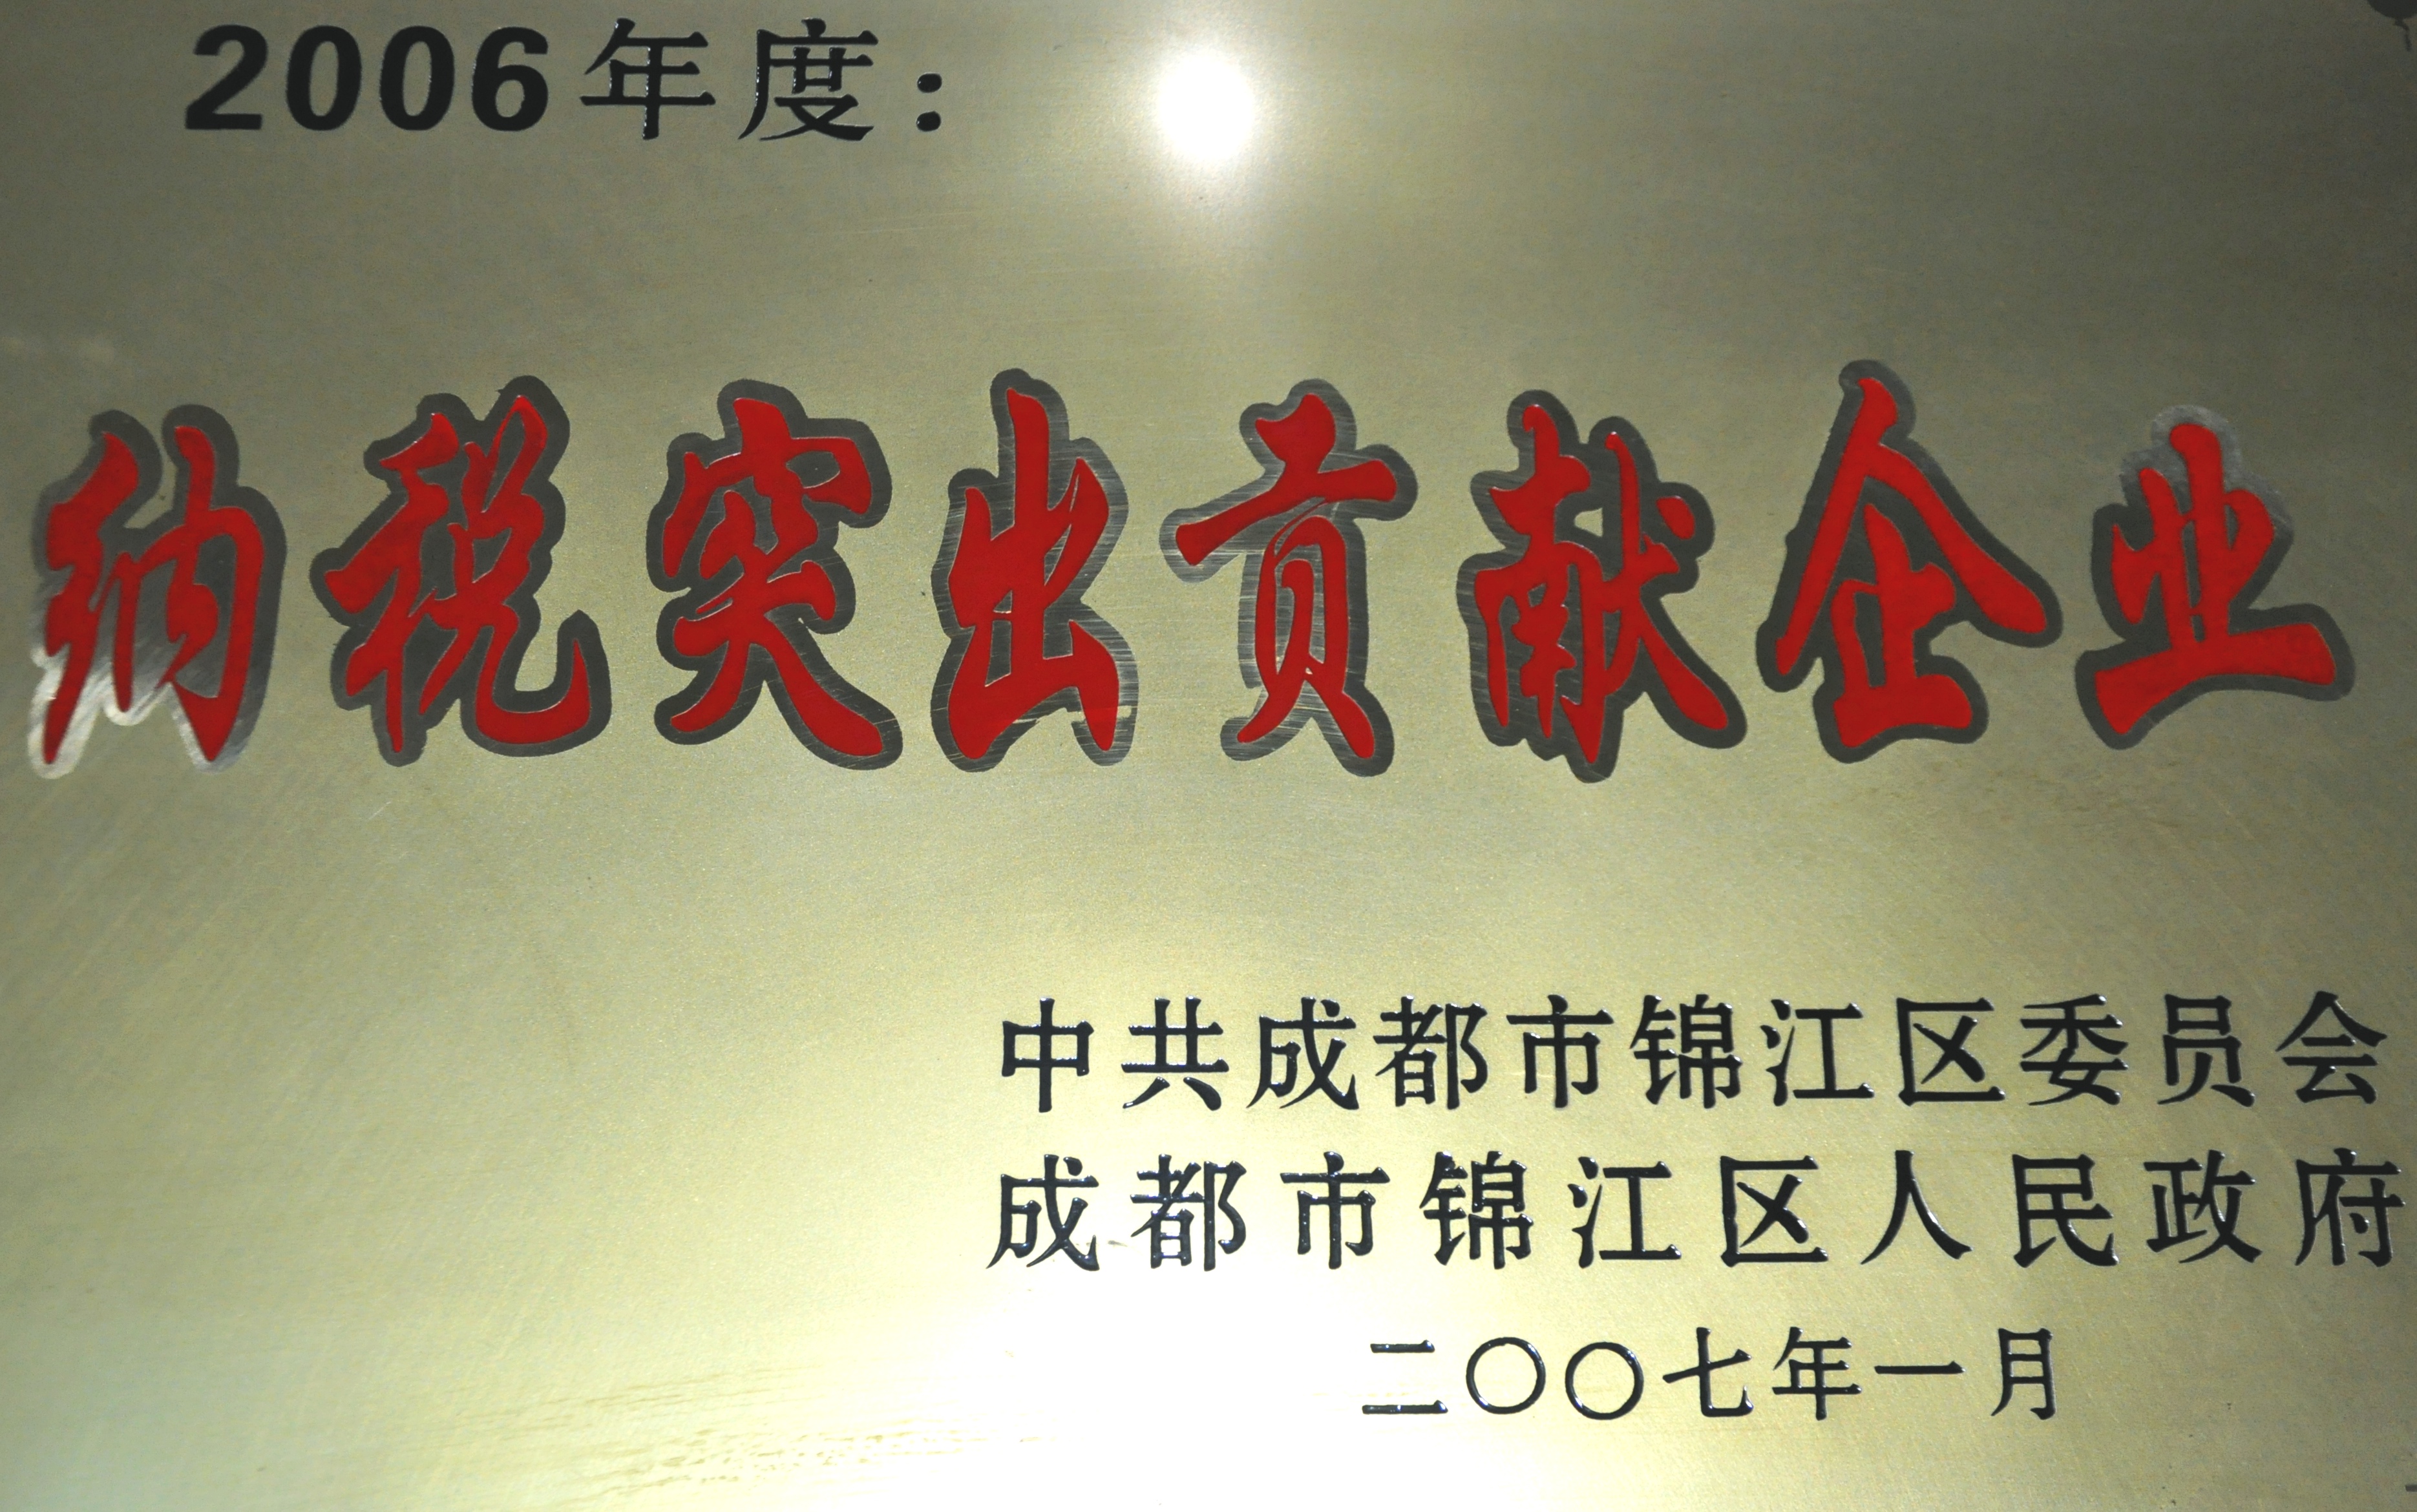 2006年度：
纳税突出贡献企业
中共成都市锦江区委员会
成都市锦江区人民政府
二〇〇七年一月